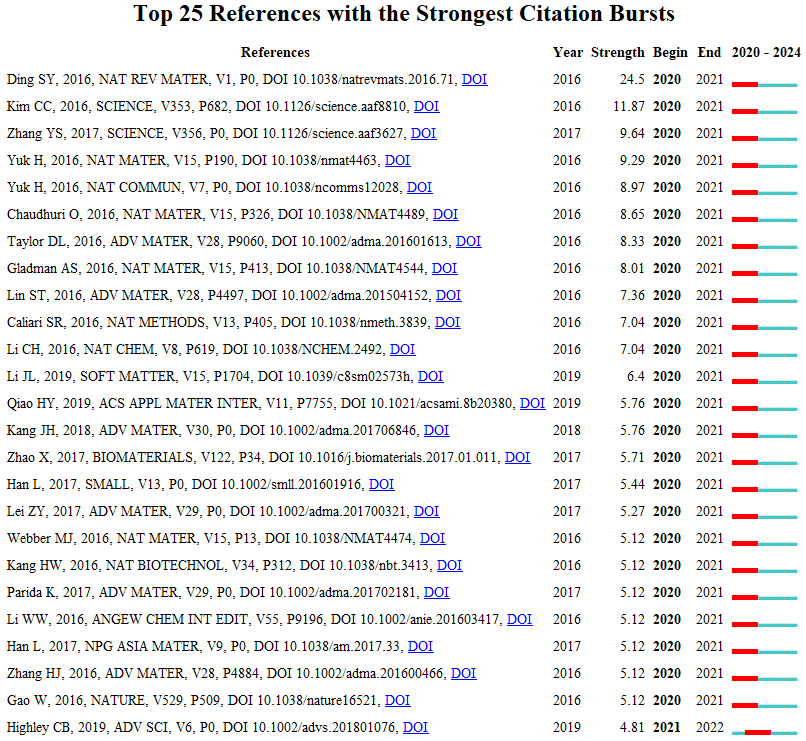 Top 25 References with the Strongest Citation Bursts
References Year Strength Begin End 2020 - 2024
Ding SY, 2016, NAT REV MATER, V1, P0, DOI 10.1038/natrevmats.2016.71, DOI 2016 24.5 2020 2021
Kim CC, 2016, SCIENCE, V353, P682, DOI 10.1126/science.aaf8810, DOI 2016 11.87 2020 2021
Zhang YS, 2017, SCIENCE, V356, P0, DOI 10.1126/science.aaf3627, DOI 2017 9.64 2020 2021
Yuk H, 2016, NAT MATER, V15, P190, DOI 10.1038/nmat4463, DOI 2016 9.29 2020 2021
Yuk H, 2016, NAT COMMUN, V7, P0, DOI 10.1038/ncomms12028, DOI 2016 8.97 2020 2021
Chaudhuri O, 2016, NAT MATER, V15, P326, DOI 10.1038/NMAT4489, DOI 2016 8.65 2020 2021
Taylor DL, 2016, ADV MATER, V28, P9060, DOI 10.1002/adma.201601613, DOI 2016 8.33 2020 2021
Gladman AS, 2016, NAT MATER, V15, P413, DOI 10.1038/NMAT4544, DOI 2016 8.01 2020 2021
Lin ST, 2016, ADV MATER, V28, P4497, DOI 10.1002/adma.201504152, DOI 2016 7.36 2020 2021
Caliari SR, 2016, NAT METHODS, V13, P405, DOI 10.1038/nmeth.3839, DOI 2016 7.04 2020 2021
Li CH, 2016, NAT CHEM, V8, P619, DOI 10.1038/NCHEM.2492, DOI 2016 7.04 2020 2021
Li JL, 2019, SOFT MATTER, V15, P1704, DOI 10.1039/c8sm02573h, DOI 2019 6.4 2020 2021
Qiao HY, 2019, ACS APPL MATER INTER, V11, P7755, DOI 10.1021/acsami.8b20380, DOI 2019 5.76 2020 2021
Kang JH, 2018, ADV MATER, V30, P0, DOI 10.1002/adma.201706846, DOI 2018 5.76 2020 2021
Zhao X, 2017, BIOMATERIALS, V122, P34, DOI 10.1016/j.biomaterials.2017.01.011, DOI 2017 5.71 2020 2021
Han L, 2017, SMALL, V13, P0, DOI 10.1002/smll.201601916, DOI 2017 5.44 2020 2021
Lei ZY, 2017, ADV MATER, V29, P0, DOI 10.1002/adma.201700321, DOI 2017 5.27 2020 2021
Webber MJ, 2016, NAT MATER, V15, P13, DOI 10.1038/NMAT4474, DOI 2016 5.12 2020 2021
Kang HW, 2016, NAT BIOTECHNOL, V34, P312, DOI 10.1038/nbt.3413, DOI 2016 5.12 2020 2021
Parida K, 2017, ADV MATER, V29, P0, DOI 10.1002/adma.201702181, DOI 2017 5.12 2020 2021
Li WW, 2016, ANGEW CHEM INT EDIT, V55, P9196, DOI 10.1002/anie.201603417, DOI 2016 5.12 2020 2021
Han L, 2017, NPG ASIA MATER, V9, P0, DOI 10.1038/am.2017.33, DOI 2017 5.12 2020 2021
Zhang HJ, 2016, ADV MATER, V28, P4884, DOI 10.1002/adma.201600466, DOI 2016 5.12 2020 2021
Gao W, 2016, NATURE, V529, P509, DOI 10.1038/nature16521, DOI 2016 5.12 2020 2021
Highley CB, 2019, ADV SCI, V6, P0, DOI 10.1002/advs.201801076, DOI 2019 4.81 2021 2022